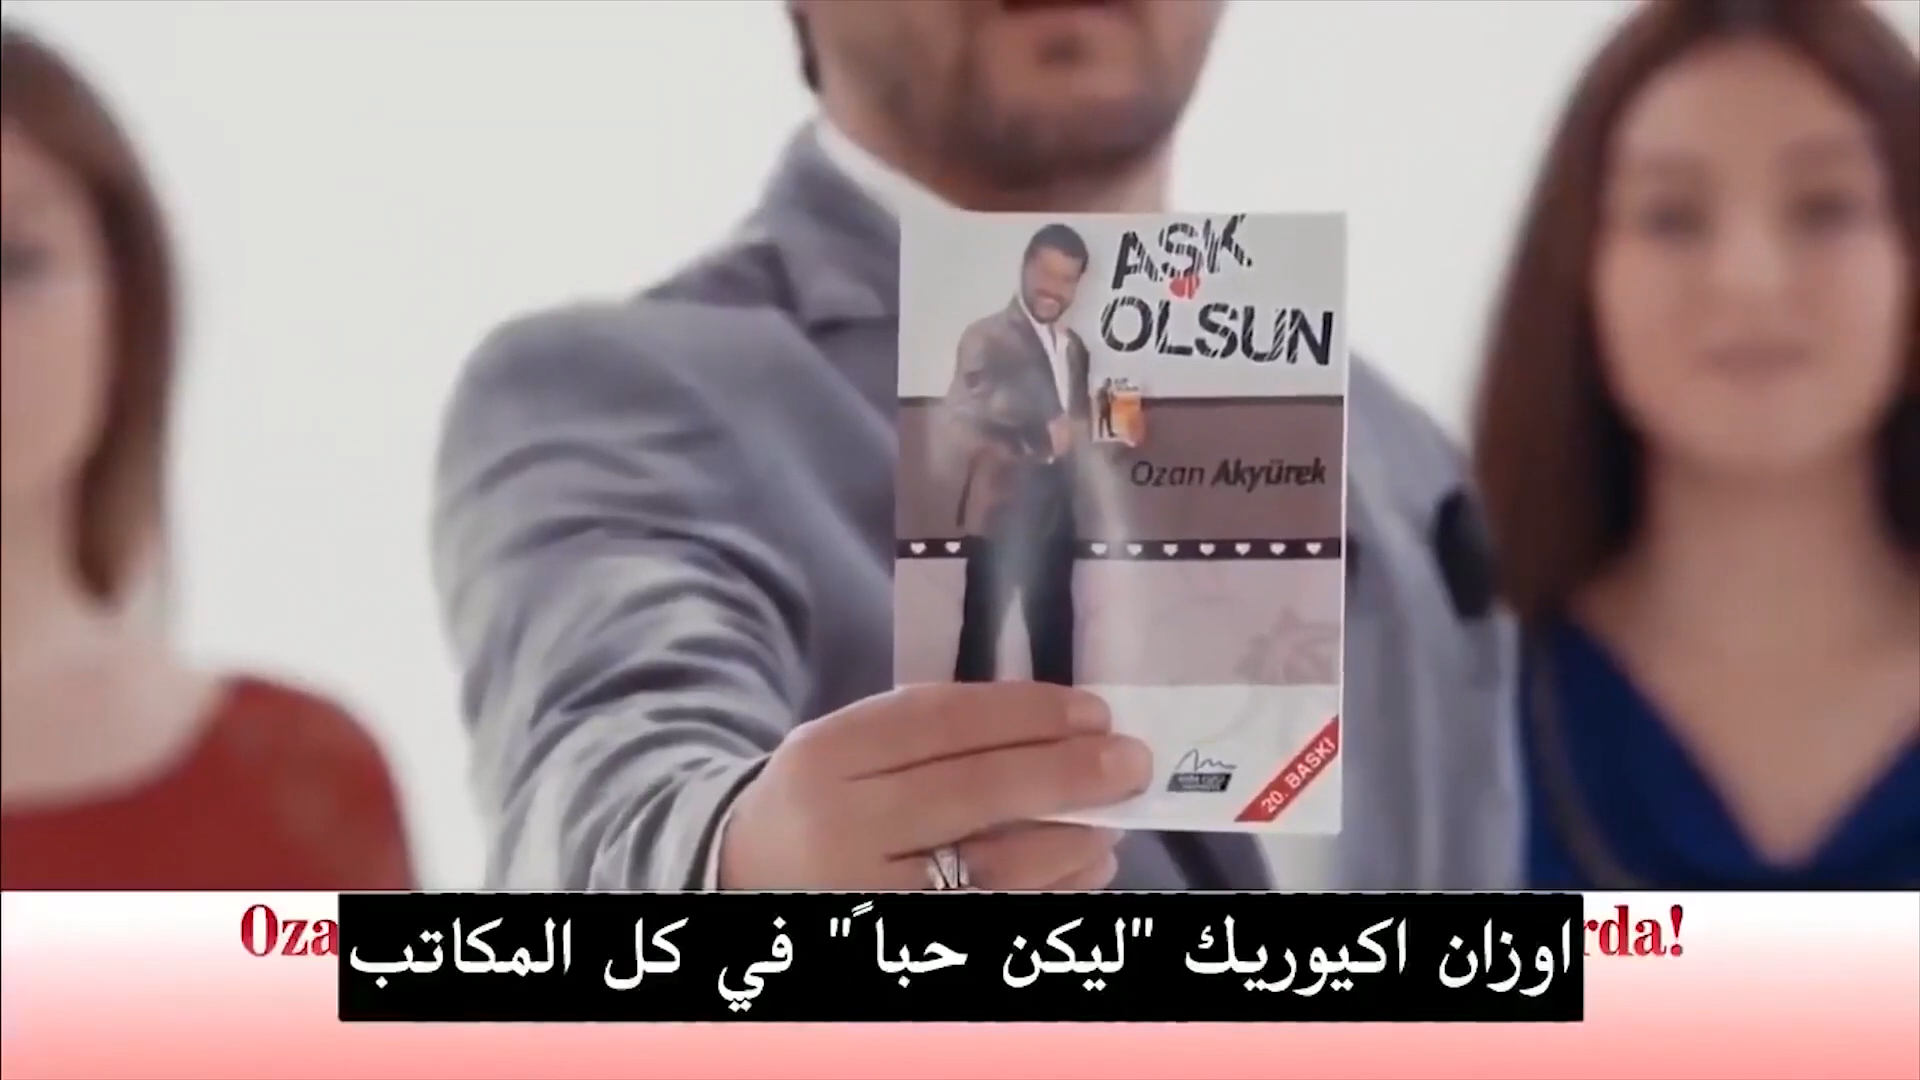 AŞK
OLSUN
Ozan Akyürek
20. BASKI
Oza
rda!
اوزان اكيوريك "ليكن حباً" في كل المكاتب